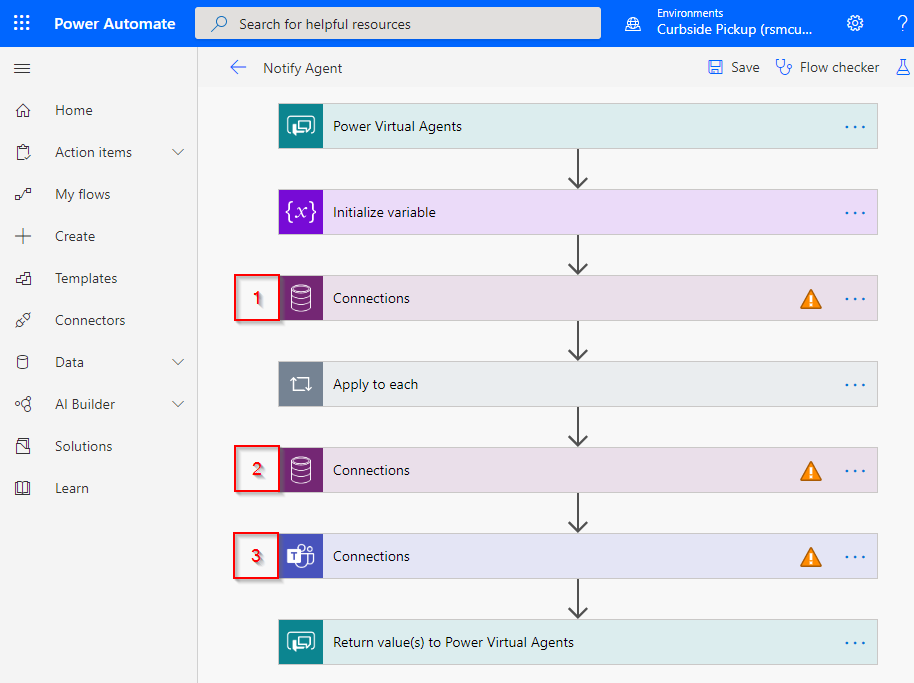 Power Automate
Search for helpful resources
Environments
Curbside Pickup (rsmcu...
?
Notify Agent
Save
Flow checker
Home
Action items
My flows
Create
Templates
Connectors
Data
AI Builder
Solutions
Learn
Power Virtual Agents
{x} Initialize variable
1 Connections
Apply to each
2 Connections
3 T Connections
Return value(s) to Power Virtual Agents